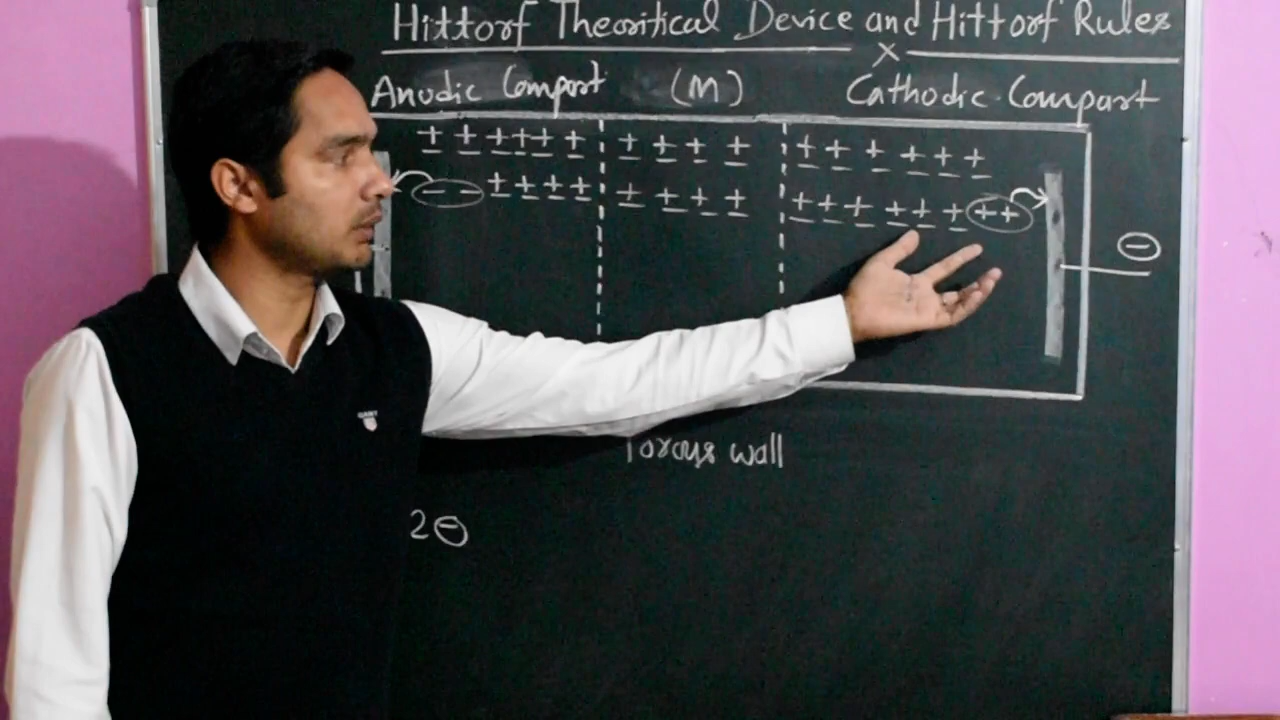 Hittorf Theoritical Device and Hittorf Rules
x
Anodic Compart (M) Cathodic Compart
± ± ± ± ± ± ± ± ± ± ± ± ± ± ± ±
- - ± ± ± ± ± ± ± ± ± ± ± ± ± ± + +
-
Porous wall
2 -